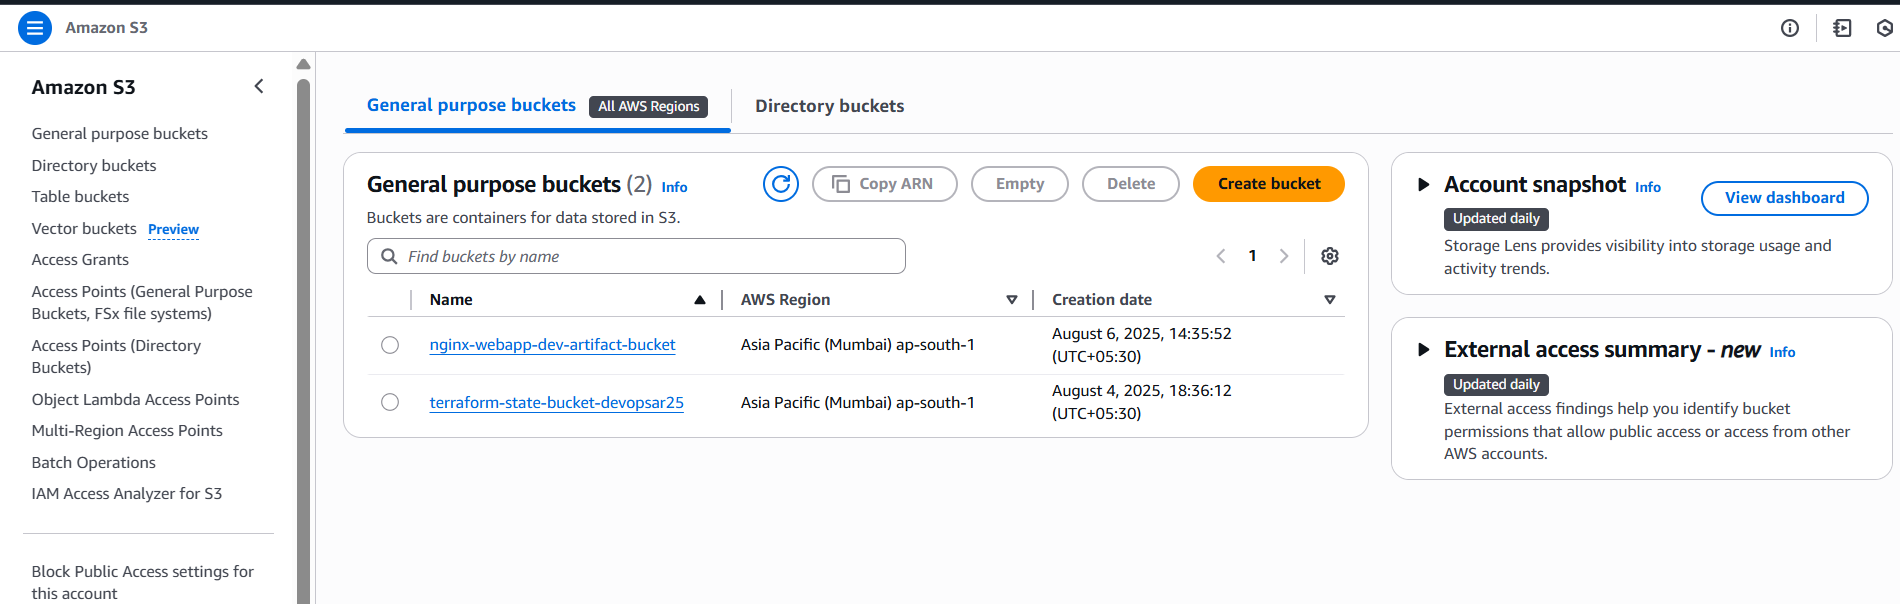 Amazon S3
Amazon S3
General purpose buckets
Directory buckets
Table buckets
Vector buckets Preview
Access Grants
Access Points (General Purpose
Buckets, FSx file systems)
Access Points (Directory
Buckets)
Object Lambda Access Points
Multi-Region Access Points
Batch Operations
IAM Access Analyzer for S3
Block Public Access settings for
this account
General purpose buckets All AWS Regions Directory buckets
General purpose buckets (2) Info Copy ARN Empty Delete Create bucket
Buckets are containers for data stored in S3.
Find buckets by name
1
Name AWS Region Creation date
nginx-webapp-dev-artifact-bucket Asia Pacific (Mumbai) ap-south-1 August 6, 2025, 14:35:52
(UTC+05:30)
terraform-state-bucket-devopsar25 Asia Pacific (Mumbai) ap-south-1 August 4, 2025, 18:36:12
(UTC+05:30)
Account snapshot Info View dashboard
Updated daily
Storage Lens provides visibility into storage usage and
activity trends.
External access summary - new Info
Updated daily
External access findings help you identify bucket
permissions that allow public access or access from other
AWS accounts.